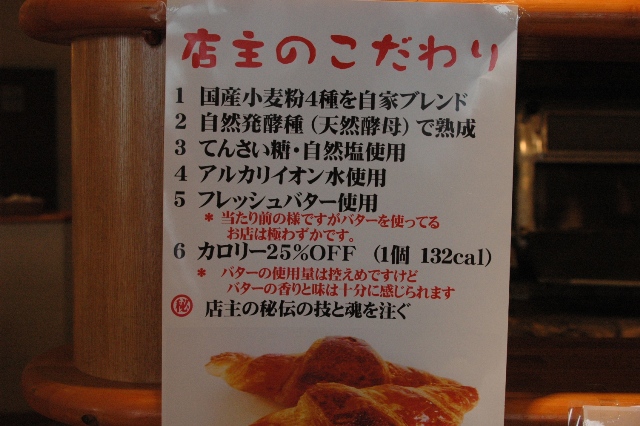 店主のこだわり
1 国産小麦粉4種を自家ブレンド
2 自然発酵種(天然酵母)で熟成
3 てんさい糖・自然塩使用
4 アルカリイオン水使用
5 フレッシュバター使用
* 当たり前の様ですがバターを使ってる
お店は極わずかです。
6 カロリー25%OFF (1個 132cal)
* バターの使用量は控えめですけど
バターの香りと味は十分に感じられます
㊙ 店主の秘伝の技と魂を注ぐ